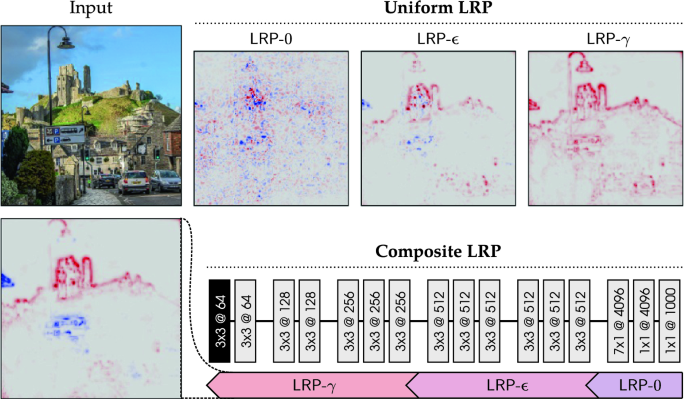 Input
Uniform LRP
LRP-0
LRP-ϵ
LRP-γ
Composite LRP
3x3 @ 64
3x3 @ 64
3x3 @ 128
3x3 @ 128
3x3 @ 256
3x3 @ 256
3x3 @ 256
3x3 @ 512
3x3 @ 512
3x3 @ 512
3x3 @ 512
3x3 @ 512
3x3 @ 512
7x1 @ 4096
1x1 @ 4096
1x1 @ 1000
LRP-γ
LRP-ϵ
LRP-0